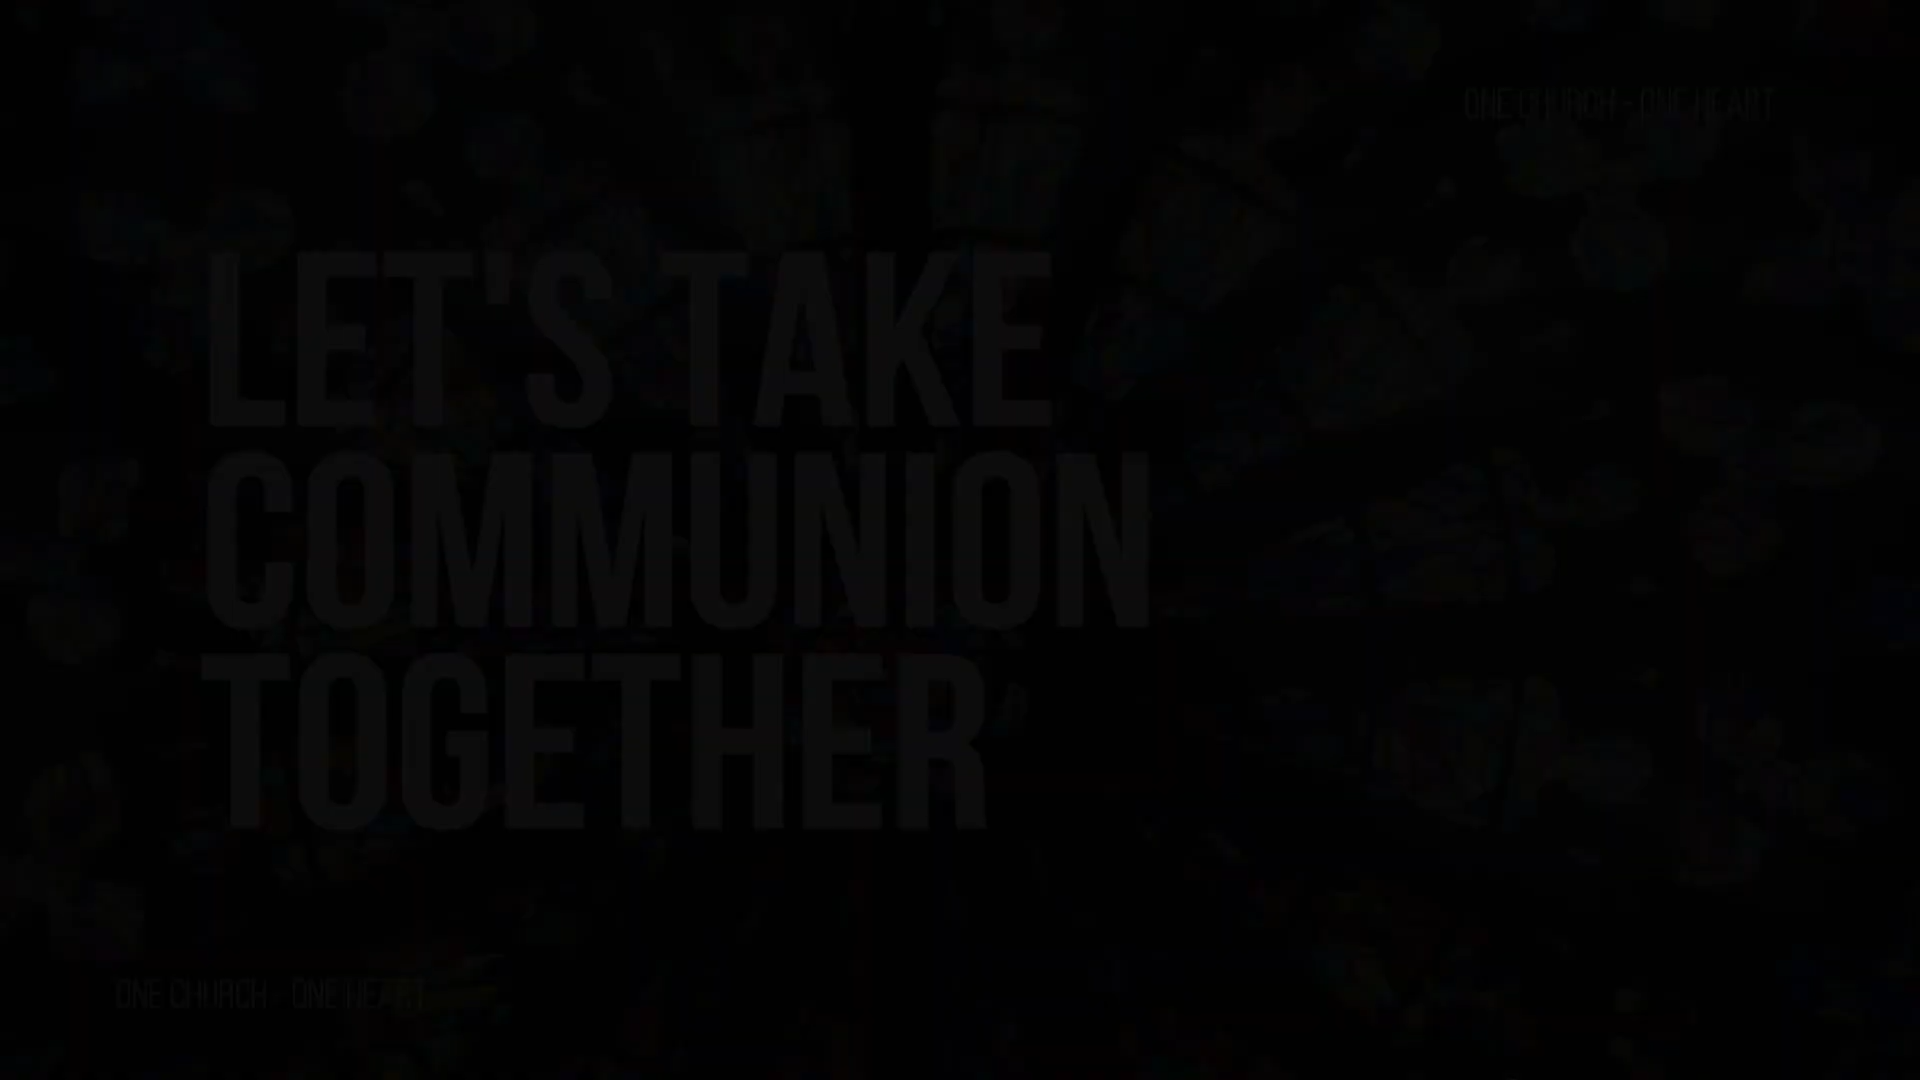 ONE CHURCH - ONE HEART
LET'S TAKE
COMMUNION
TOGETHER
ONE CHURCH - ONE HEART